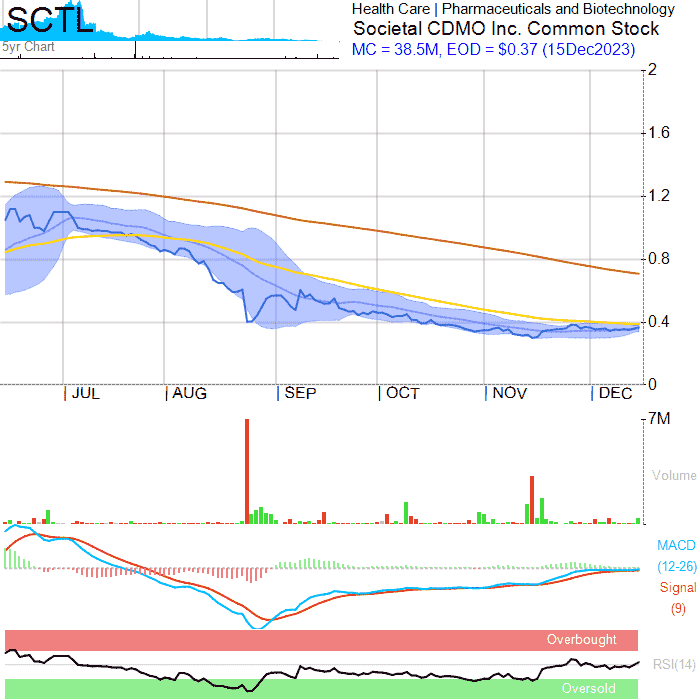 SCTL
5yr Chart
Health Care | Pharmaceuticals and Biotechnology
Societal CDMO Inc. Common Stock
MC = 38.5M, EOD = $0.37 (15Dec2023)
2
1.6
1.2
0.8
0.4
0
JUL AUG SEP OCT NOV DEC
7M
Volume
MACD
(12-26)
Signal
(9)
Overbought
RSI(14)
Oversold